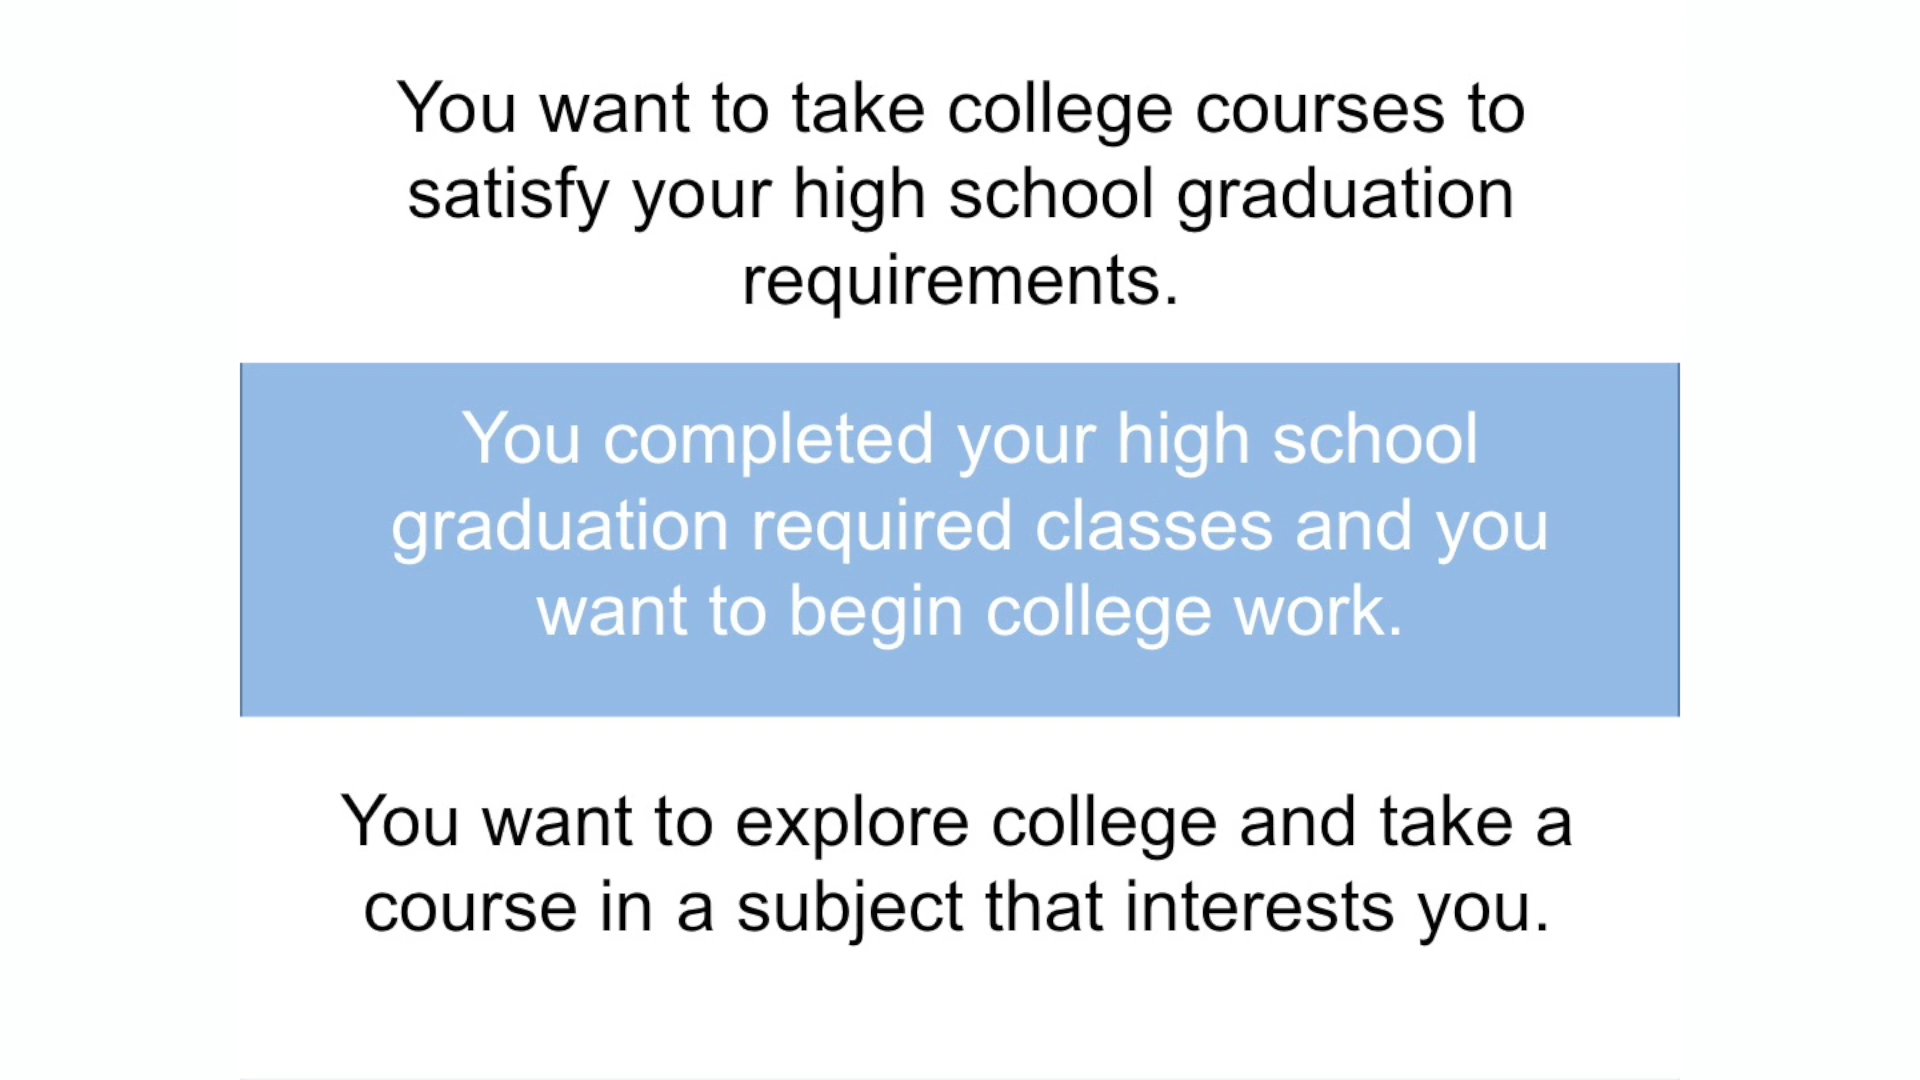 You want to take college courses to
satisfy your high school graduation
requirements.
You completed your high school
graduation required classes and you
want to begin college work.
You want to explore college and take a
course in a subject that interests you.